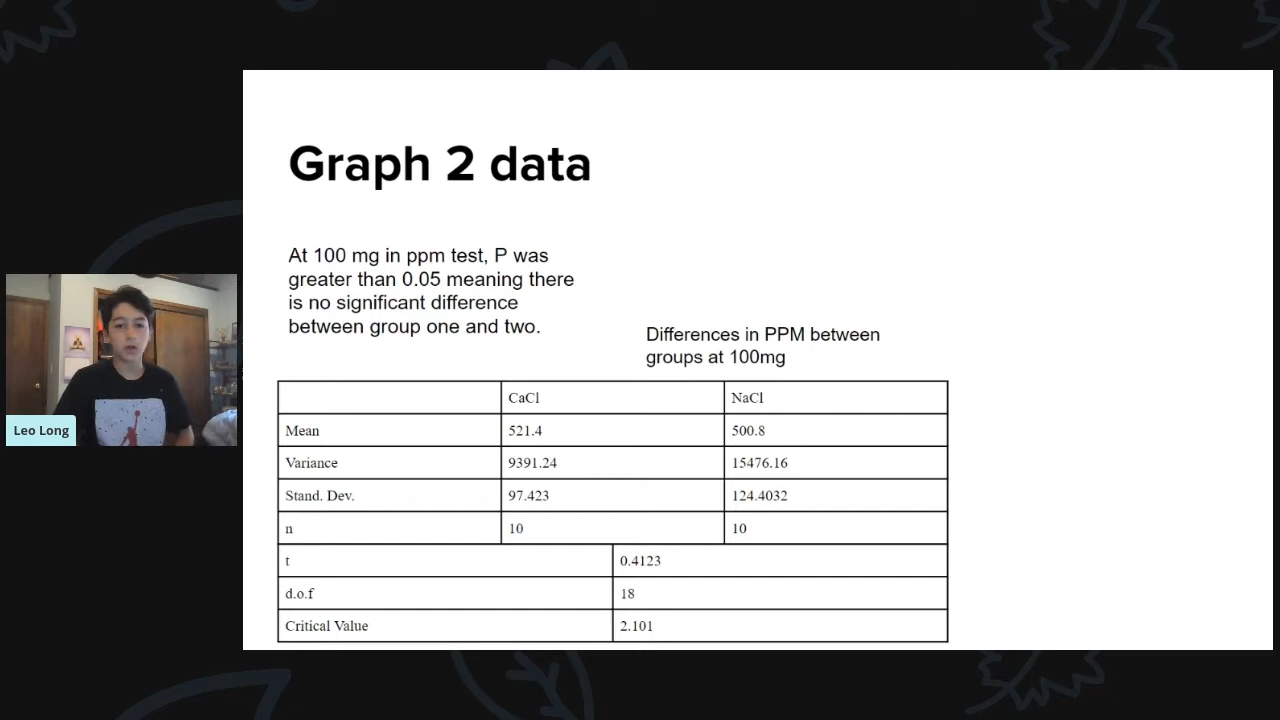 Graph 2 data
At 100 mg in ppm test, P was
greater than 0.05 meaning there
is no significant difference
between group one and two.
Differences in PPM between
groups at 100mg
CaCl NaCl
Mean 521.4 500.8
Variance 9391.24 15476.16
Stand. Dev. 97.423 124.4032
n 10 10
t 0.4123
d.o.f 18
Critical Value 2.101
Leo Long